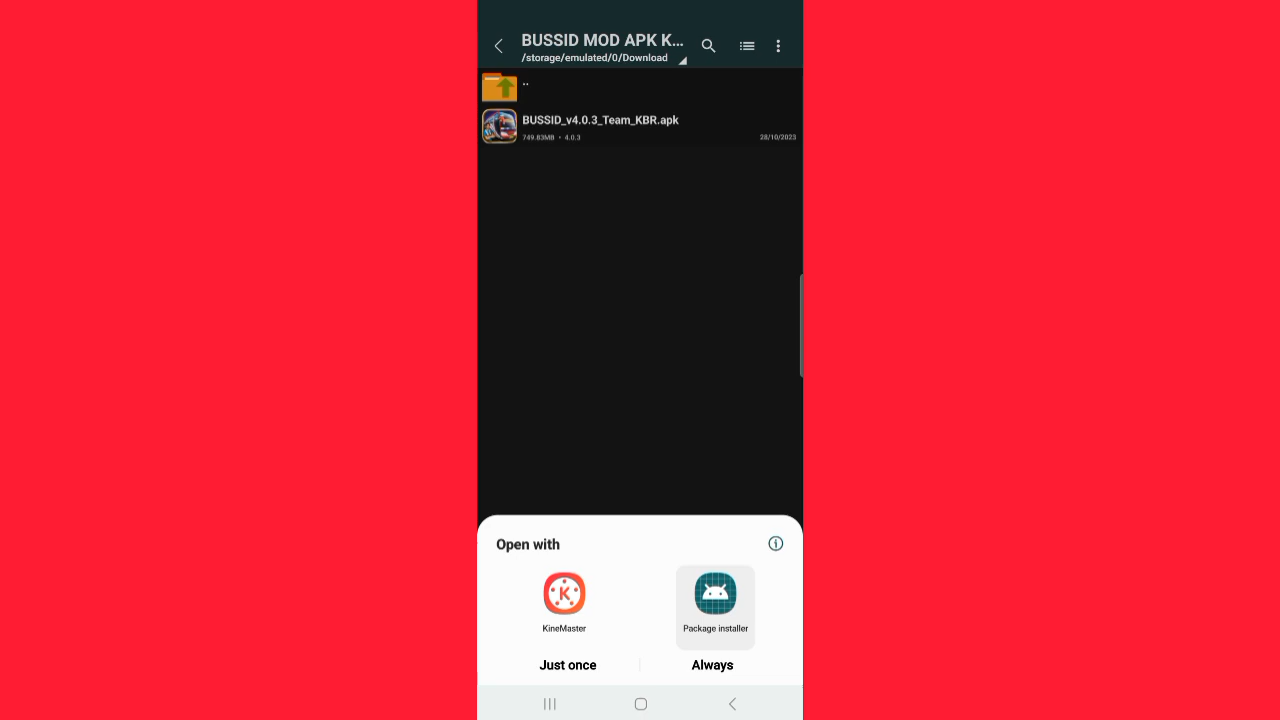 BUSSID MOD APK K...
/storage/emulated/0/Download
..
BUSSID_v4.0.3_Team_KBR.apk
749.83MB • 4.0.3 28/10/2023
Open with
KineMaster Package installer
Just once Always